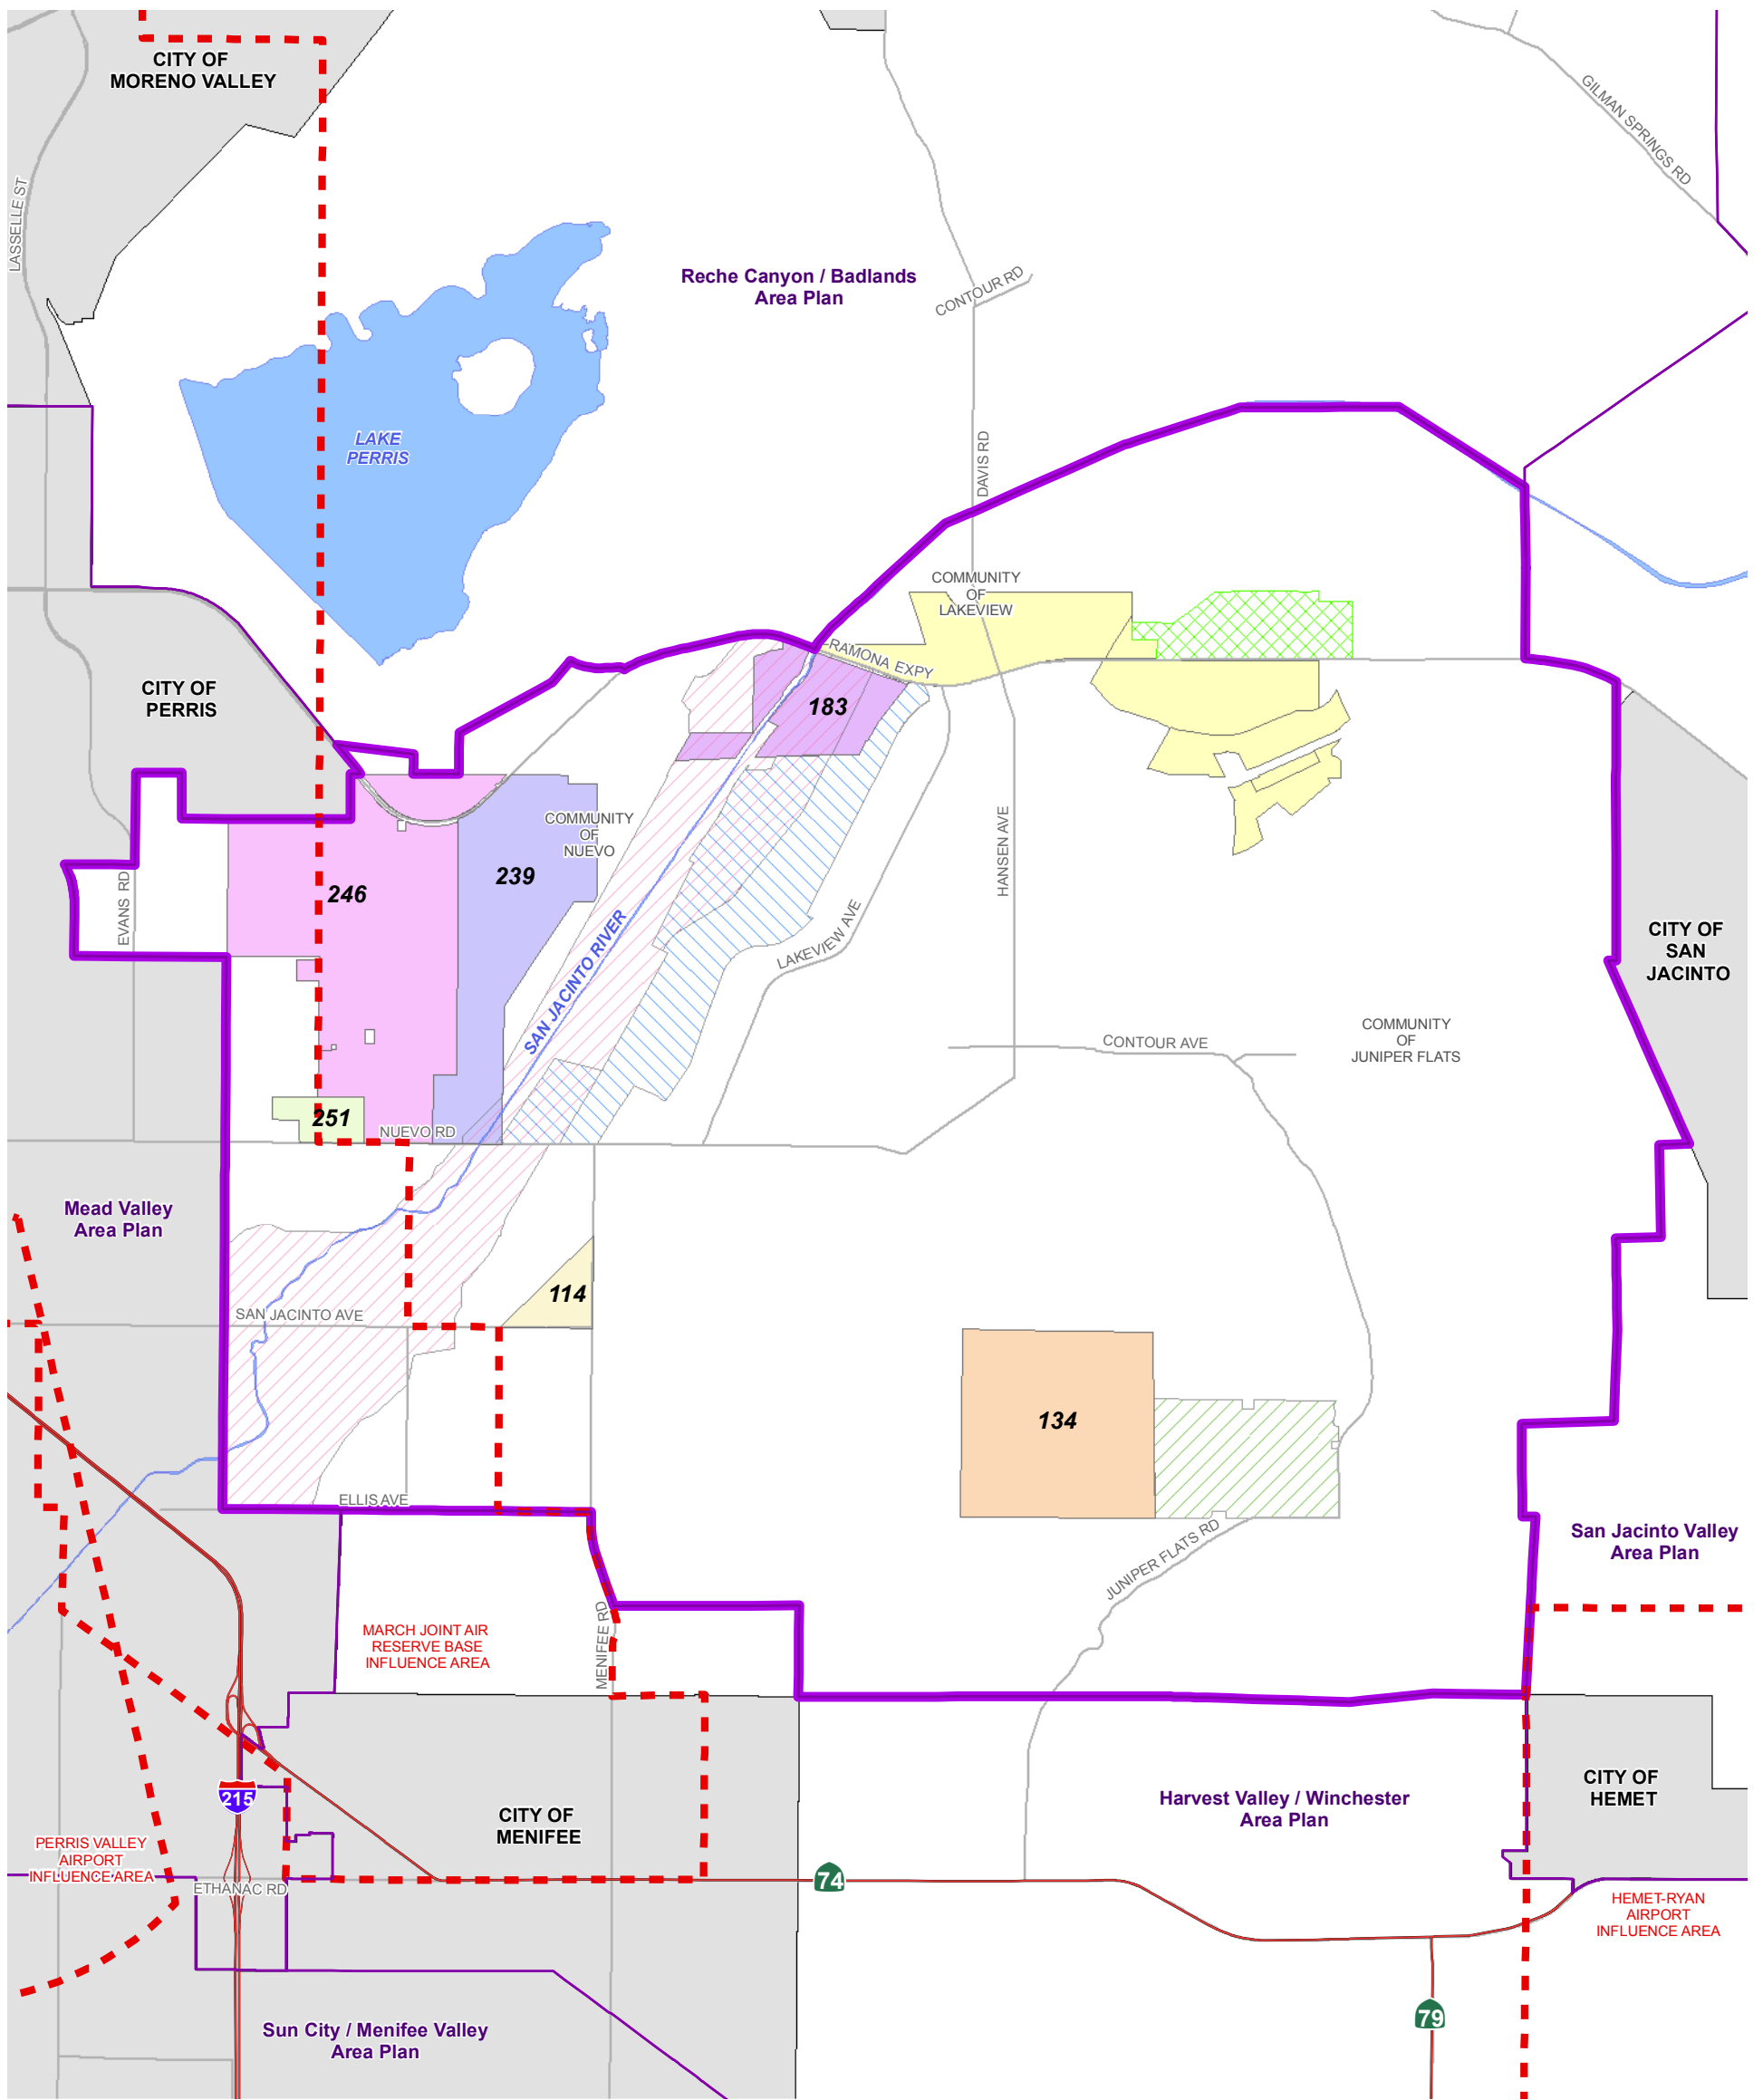 CITY OF
MORENO VALLEY
GILMAN SPRINGS RD
LASSELLE ST
Reche Canyon / Badlands
Area Plan
CONTOUR RD
LAKE
PERRIS
DAVIS RD
COMMUNITY
OF
LAKEVIEW
RAMONA EXPY
CITY OF
PERRIS
183
COMMUNITY
OF
NUEVO
239
246
EVANS RD
HANSEN AVE
LAKEVIEW AVE
SAN JACINTO RIVER
CITY OF
SAN
JACINTO
COMMUNITY
OF
JUNIPER FLATS
CONTOUR AVE
251
NUEVO RD
Mead Valley
Area Plan
114
SAN JACINTO AVE
134
ELLIS AVE
San Jacinto Valley
Area Plan
JUNIPER FLATS RD
MARCH JOINT AIR
RESERVE BASE
INFLUENCE AREA
MENIFEE RD
215
CITY OF
MENIFEE
Harvest Valley / Winchester
Area Plan
CITY OF
HEMET
PERRIS VALLEY
AIRPORT
INFLUENCE AREA
ETHANAC RD
74
HEMET-RYAN
AIRPORT
INFLUENCE AREA
79
Sun City / Menifee Valley
Area Plan